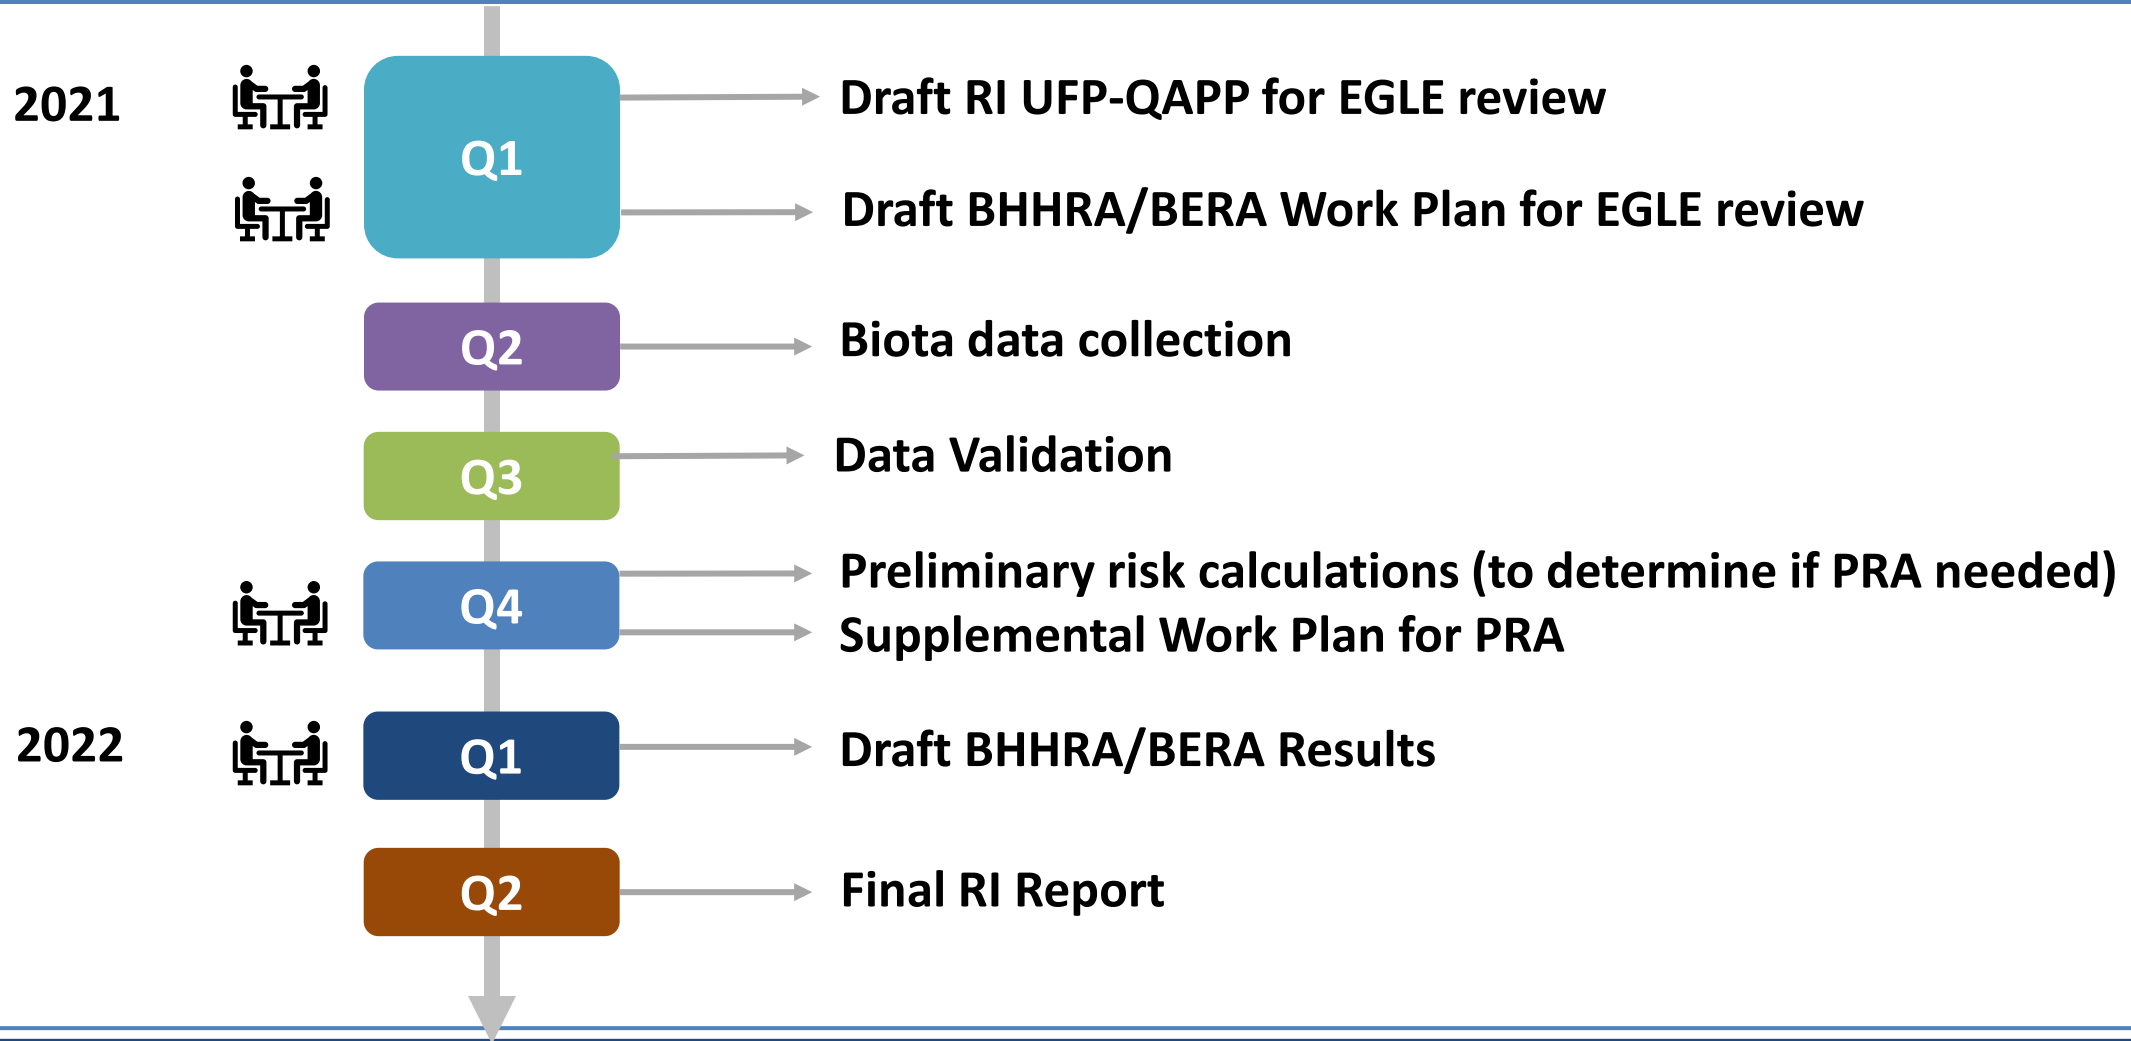 2021
Q1
Draft RI UFP-QAPP for EGLE review
Draft BHHRA/BERA Work Plan for EGLE review
Q2
Biota data collection
Q3
Data Validation
Q4
Preliminary risk calculations (to determine if PRA needed)
Supplemental Work Plan for PRA
2022
Q1
Draft BHHRA/BERA Results
Q2
Final RI Report